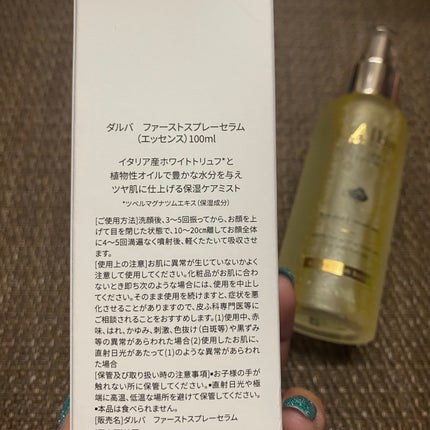 ダルバ　ファーストスプレーセラム
（エッセンス）100ml
イタリア産ホワイトトリュフ*と
植物性オイルで豊かな水分を与え
ツヤ肌に仕上げる保湿ケアミスト
*ツベルマグナツムエキス（保湿成分）
[ご使用方法]洗顔後、3〜5回振ってから、お顔を上
げて目を閉じた状態で、10〜20㎝離してお顔全体
に4〜5回満遍なく噴射後、軽くたたいて吸収させ
ます。
[使用上の注意]お肌に異常が生じていないかよく
注意して使用してください。化粧品がお肌に合わ
ないとき即ち次のような場合には、使用を中止し
てください。そのまま使用を続けますと、症状を悪
化させることがありますので、皮ふ科専門医等に
ご相談されることをおすすめします。(1)使用中、赤
味、はれ、かゆみ、刺激、色抜け(白斑等)や黒ずみ
等の異常があらわれた場合(2)使用したお肌に、
直射日光があたって(1)のような異常があらわれ
た場合
[保管及び取り扱い時の注意事項]•お子様の手が
触れない所に保管してください。•直射日光や極
端に高温、低温な場所を避けて保管してください。
•本品は食べられません。
[販売名]ダルバ　ファーストスプレーセラム